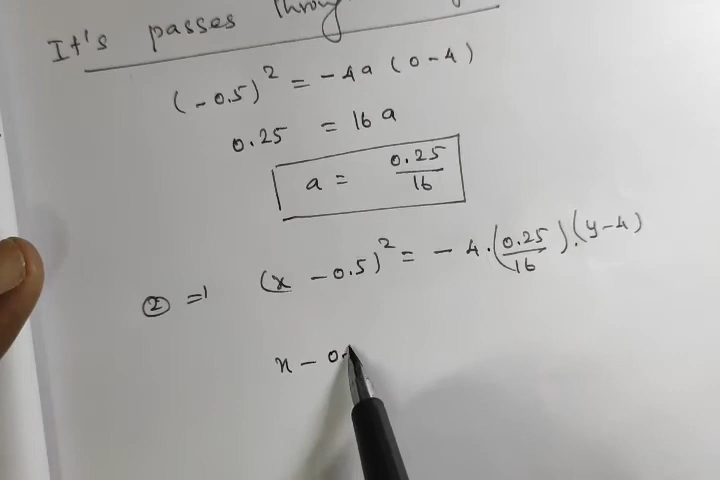 It's passes through
(-0.5)² = -4a (0-4)
0.25 = 16a
a = 0.25/16
② ⇒ (x - 0.5)² = -4.(0.25/16).(y-4)
x - 0.